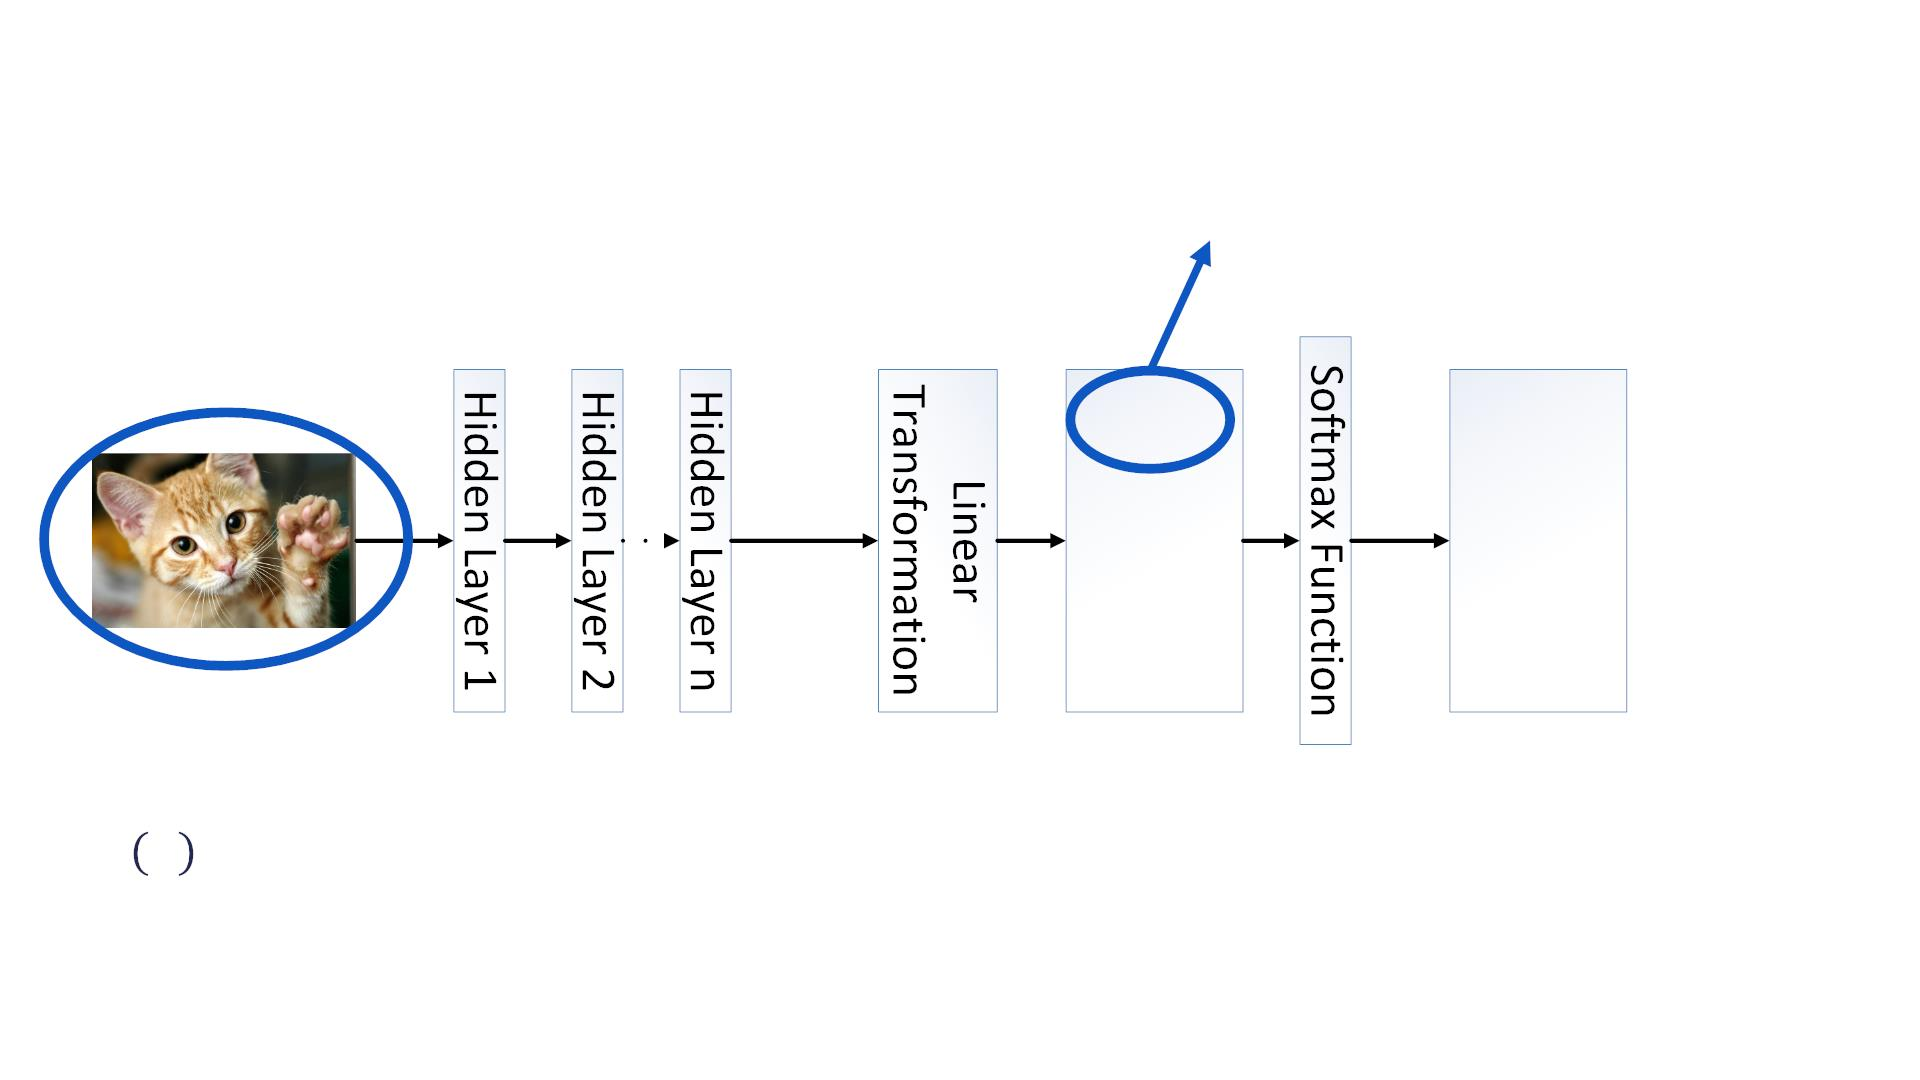 Hidden Layer 1
Hidden Layer 2
Hidden Layer n
Linear
Transformation
Softmax Function
( )